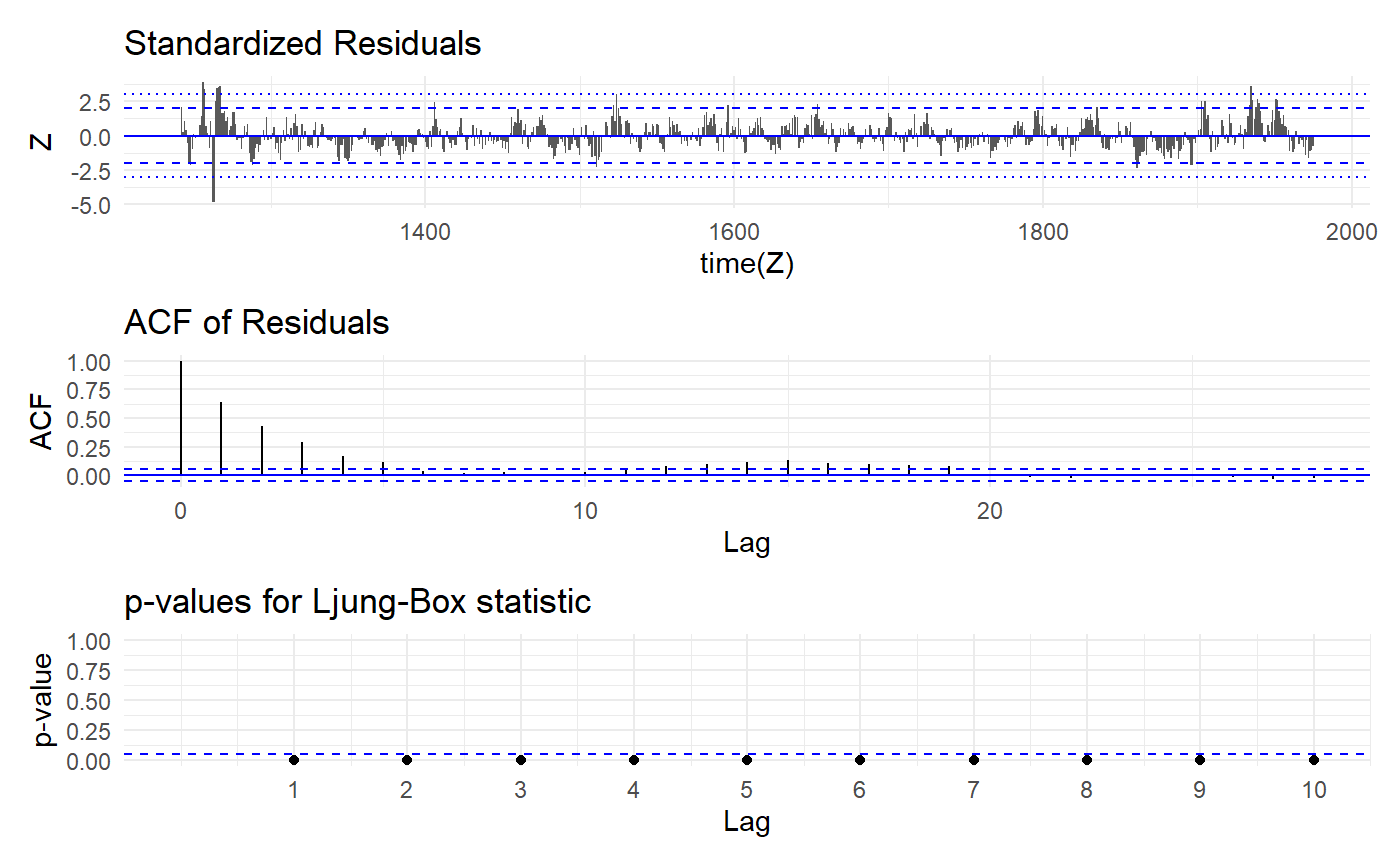 Standardized Residuals
Z
2.5
0.0
-2.5
-5.0
1400 1600 1800 2000
time(Z)
ACF of Residuals
ACF
1.00
0.75
0.50
0.25
0.00
0 10 20
Lag
p-values for Ljung-Box statistic
p-value
1.00
0.75
0.50
0.25
0.00
1 2 3 4 5 6 7 8 9 10
Lag